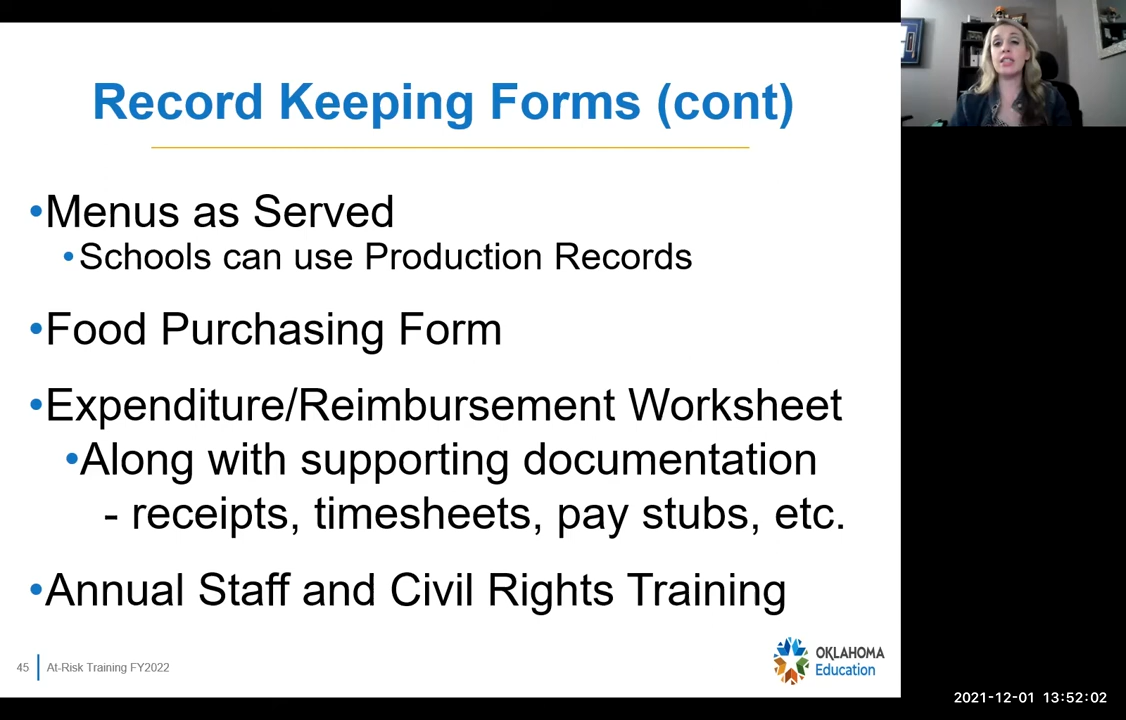 Record Keeping Forms (cont)
•Menus as Served
•Schools can use Production Records
•Food Purchasing Form
•Expenditure/Reimbursement Worksheet
•Along with supporting documentation
- receipts, timesheets, pay stubs, etc.
•Annual Staff and Civil Rights Training
45
At-Risk Training FY2022
OKLAHOMA
Education
2021-12-01 13:52:02